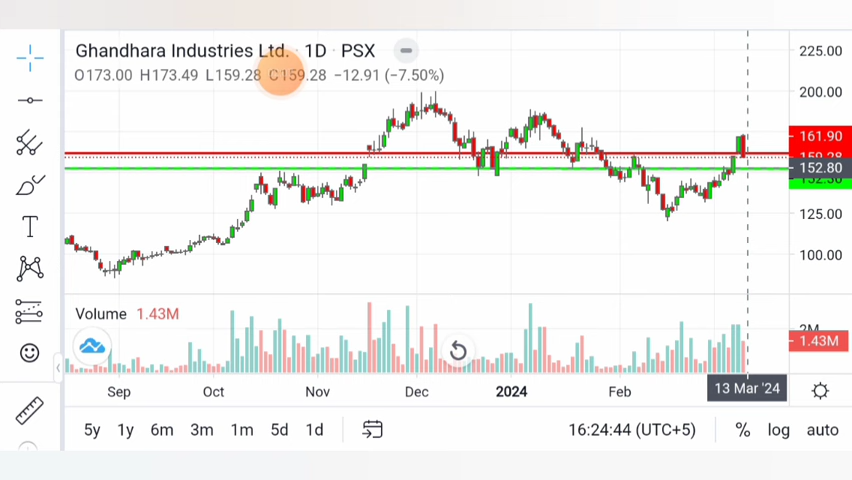 Ghandhara Industries Ltd. · 1D · PSX
O173.00 H173.49 L159.28 C159.28 −12.91 (−7.50%)
225.00
200.00
161.90
152.80
125.00
100.00
Volume 1.43M
2M
1.43M
Sep Oct Nov Dec 2024 Feb 13 Mar '24
5y 1y 6m 3m 1m 5d 1d 16:24:44 (UTC+5) % log auto